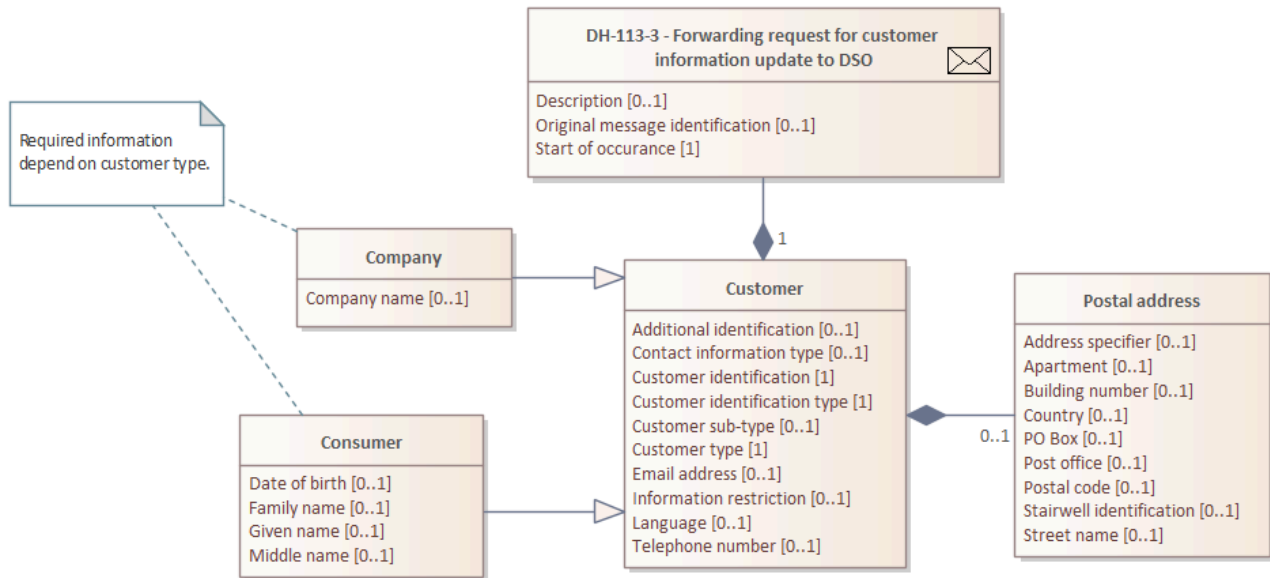 DH-113-3 - Forwarding request for customer
information update to DSO
Description [0..1]
Original message identification [0..1]
Start of occurance [1]
Required information
depend on customer type.
1
Company
Company name [0..1]
Customer
Additional identification [0..1]
Contact information type [0..1]
Customer identification [1]
Customer identification type [1]
Customer sub-type [0..1]
Customer type [1]
Email address [0..1]
Information restriction [0..1]
Language [0..1]
Telephone number [0..1]
Postal address
Address specifier [0..1]
Apartment [0..1]
Building number [0..1]
Country [0..1]
PO Box [0..1]
Post office [0..1]
Postal code [0..1]
Stairwell identification [0..1]
Street name [0..1]
0..1
Consumer
Date of birth [0..1]
Family name [0..1]
Given name [0..1]
Middle name [0..1]